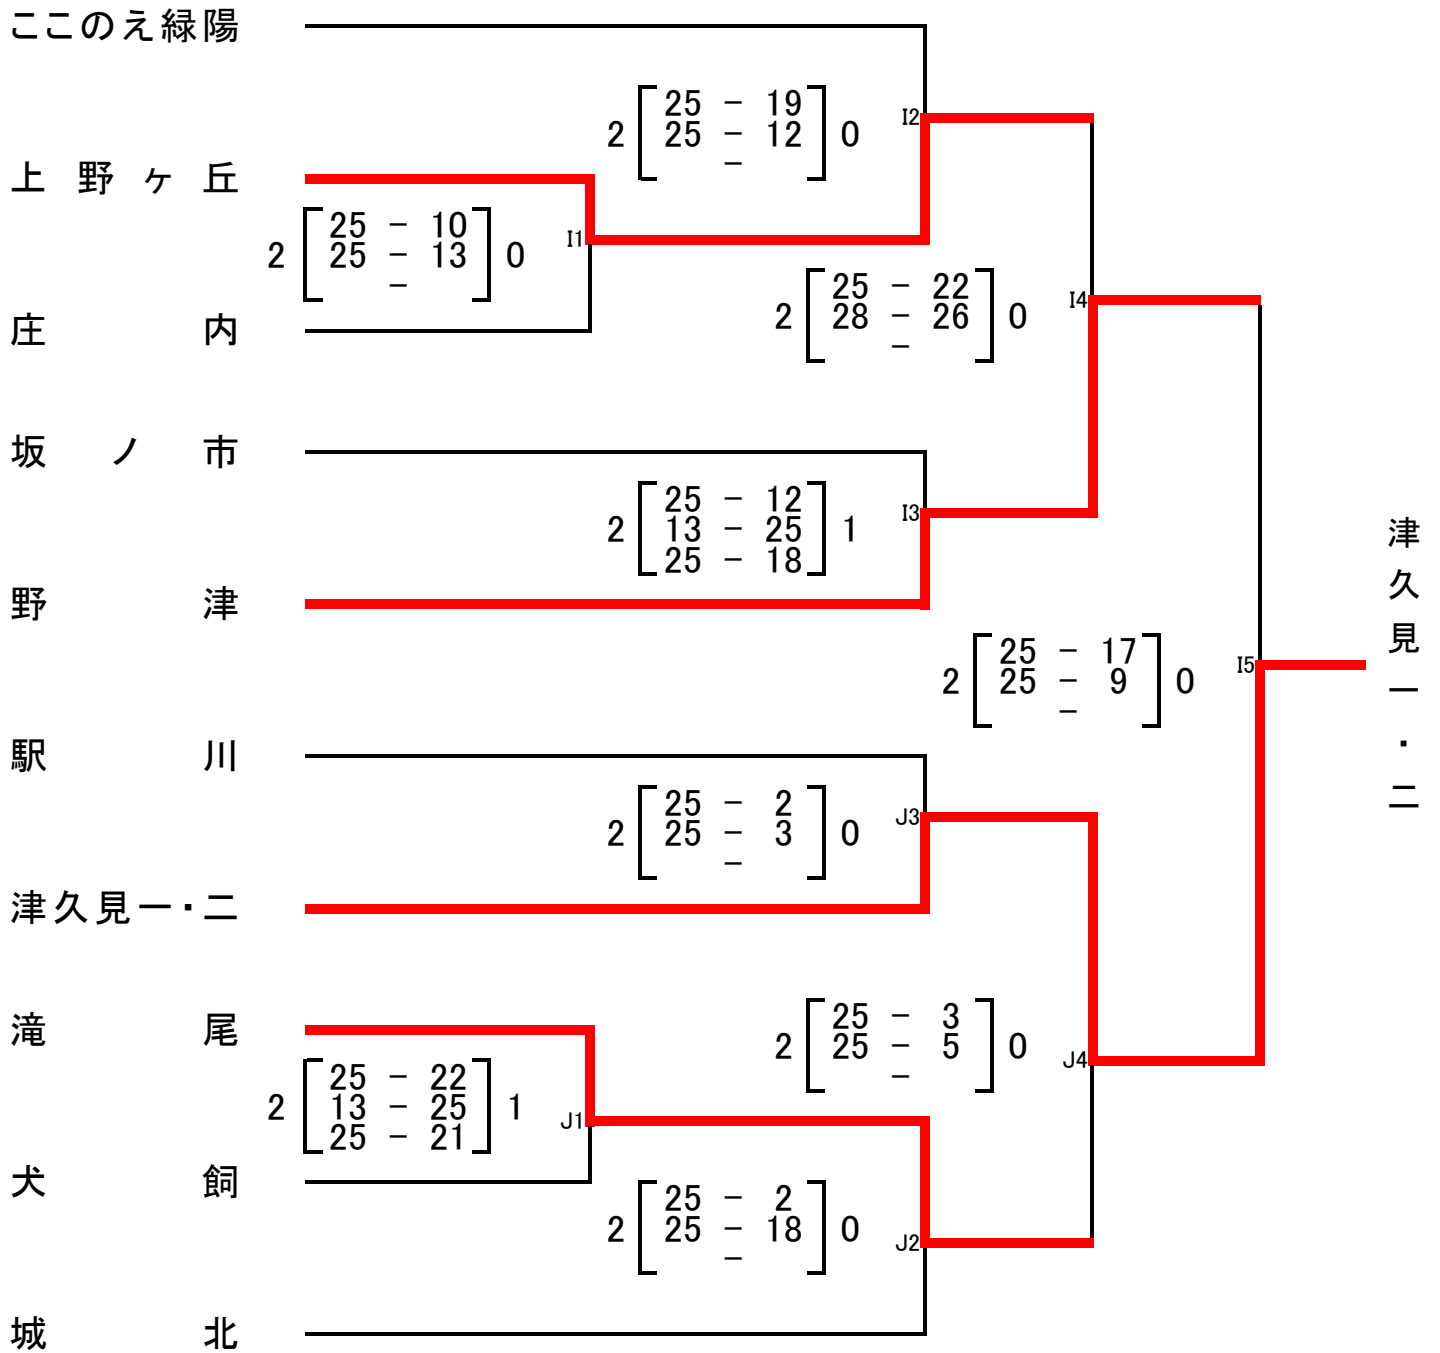 ここのえ緑陽
25 - 19
I2
2 25 - 12 0
-
上野ヶ丘
25 - 10
I1
2 25 - 13 0
-
25 - 22
I4
2 28 - 26 0
-
庄内
坂ノ市
25 - 12
I3
2 13 - 25 1
25 - 18
野津
津久見一・二
25 - 17
I5
2 25 - 9 0
-
駅川
25 - 2
J3
2 25 - 3 0
-
津久見一・二
滝尾
25 - 3
2 25 - 5 0
J4
-
25 - 22
2 13 - 25 1
J1
25 - 21
犬飼
25 - 2
2 25 - 18 0
J2
-
城北